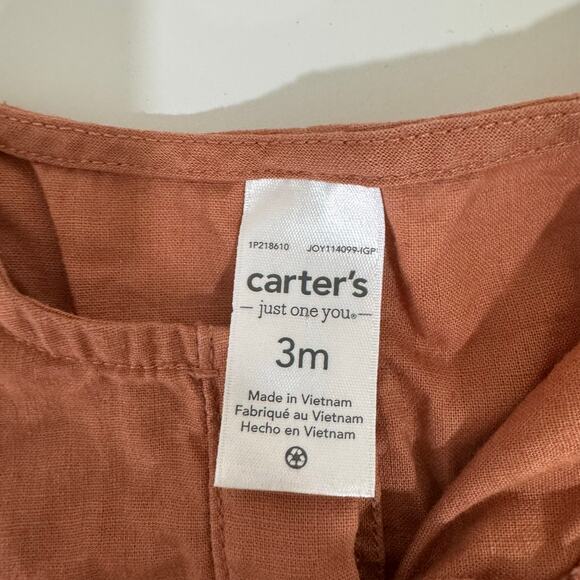 1P218610 JOY114099-IGP
carter's
just one you®
3m
Made in Vietnam
Fabriqué au Vietnam
Hecho en Vietnam